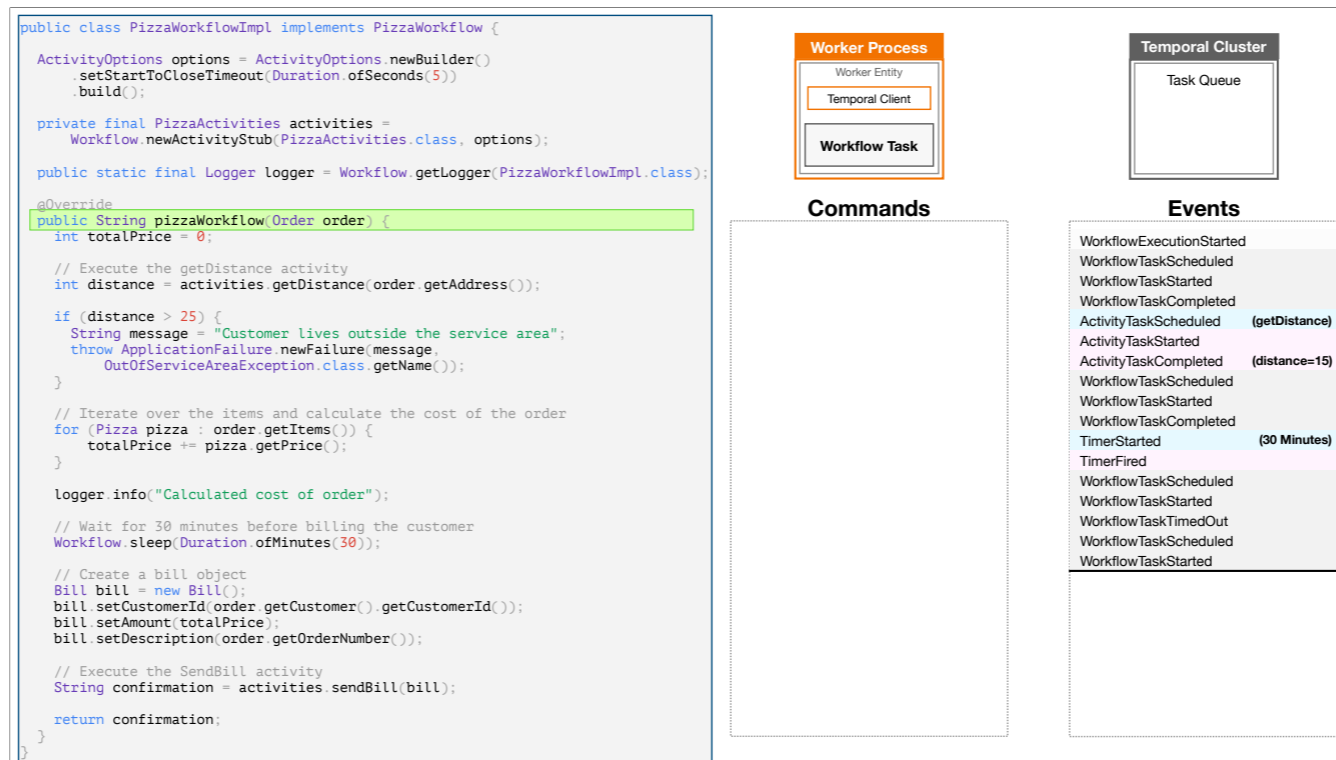 public class PizzaWorkflowImpl implements PizzaWorkflow {
ActivityOptions options = ActivityOptions.newBuilder()
.setStartToCloseTimeout(Duration.ofSeconds(5))
.build();
private final PizzaActivities activities =
Workflow.newActivityStub(PizzaActivities.class, options);
public static final Logger logger = Workflow.getLogger(PizzaWorkflowImpl.class);
@Override
public String pizzaWorkflow(Order order) {
int totalPrice = 0;
// Execute the getDistance activity
int distance = activities.getDistance(order.getAddress());
if (distance > 25) {
String message = "Customer lives outside the service area";
throw ApplicationFailure.newFailure(message,
OutOfServiceAreaException.class.getName());
}
// Iterate over the items and calculate the cost of the order
for (Pizza pizza : order.getItems()) {
totalPrice += pizza.getPrice();
}
logger.info("Calculated cost of order");
// Wait for 30 minutes before billing the customer
Workflow.sleep(Duration.ofMinutes(30));
// Create a bill object
Bill bill = new Bill();
bill.setCustomerId(order.getCustomer().getCustomerId());
bill.setAmount(totalPrice);
bill.setDescription(order.getOrderNumber());
// Execute the SendBill activity
String confirmation = activities.sendBill(bill);
return confirmation;
}
}
Worker Process
Worker Entity
Temporal Client
Workflow Task
Temporal Cluster
Task Queue
Commands
Events
WorkflowExecutionStarted
WorkflowTaskScheduled
WorkflowTaskStarted
WorkflowTaskCompleted
ActivityTaskScheduled (getDistance)
ActivityTaskStarted
ActivityTaskCompleted (distance=15)
WorkflowTaskScheduled
WorkflowTaskStarted
WorkflowTaskCompleted
TimerStarted (30 Minutes)
TimerFired
WorkflowTaskScheduled
WorkflowTaskStarted
WorkflowTaskTimedOut
WorkflowTaskScheduled
WorkflowTaskStarted